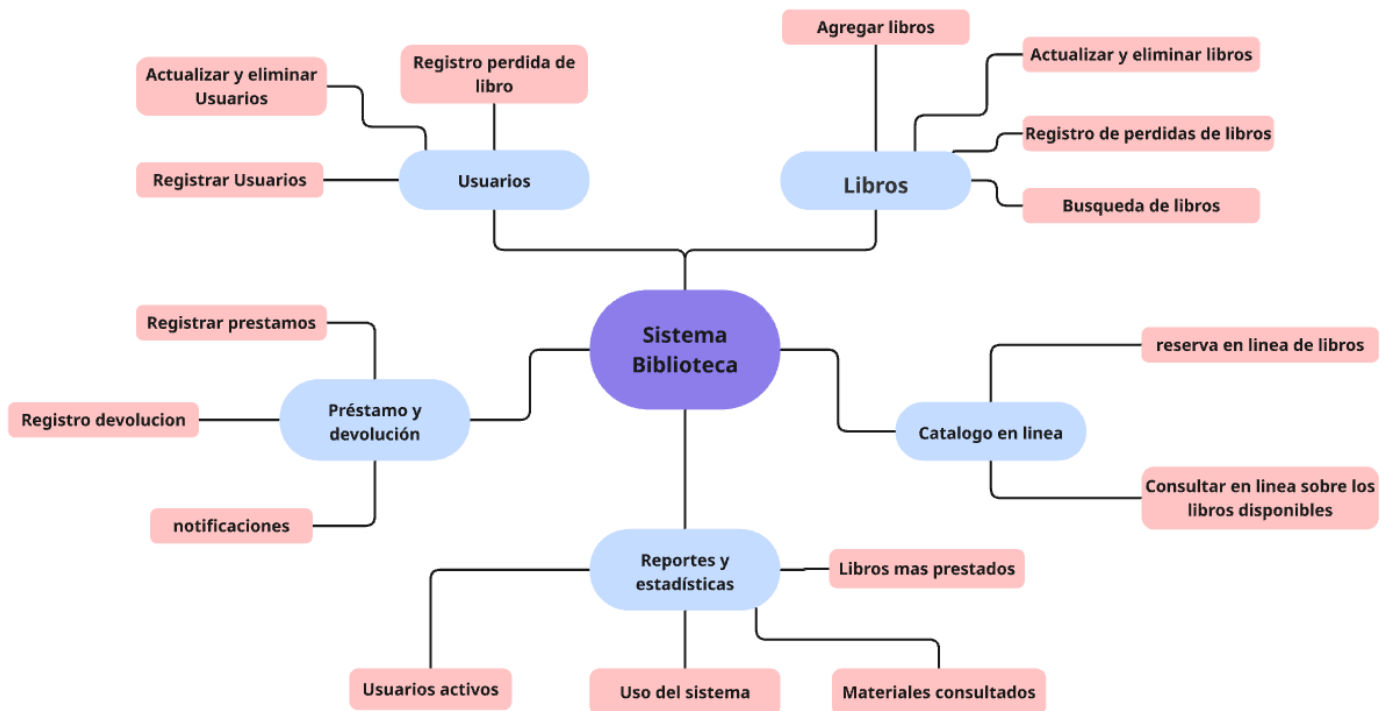 Agregar libros
Actualizar y eliminar
Usuarios
Registro perdida de
libro
Actualizar y eliminar libros
Registro de perdidas de libros
Registrar Usuarios
Usuarios
Libros
Busqueda de libros
Sistema
Biblioteca
Registrar prestamos
reserva en linea de libros
Registro devolucion
Préstamo y
devolución
Catalogo en linea
notificaciones
Consultar en linea sobre los
libros disponibles
Reportes y
estadísticas
Libros mas prestados
Usuarios activos
Uso del sistema
Materiales consultados